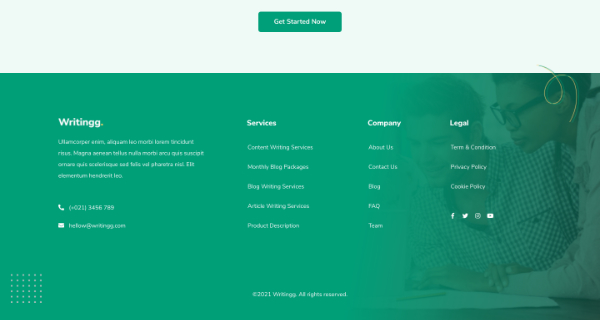 Get Started Now
Writingg.
Ullamcorper enim, aliquam leo morbi lorem tincidunt
risus. Magna aenean tellus nulla morbi arcu quis suscipit
ornare quis scelerisque sed felis vel pharetra nisi. Elit
elementum hendrerit leo.
(+021) 3456 789
hellow@writingg.com
Services
Content Writing Services
Monthly Blog Packages
Blog Writing Services
Article Writing Services
Product Description
Company
About Us
Contact Us
Blog
FAQ
Team
Legal
Term & Condition
Privacy Policy
Cookie Policy
©2021 Writingg. All rights reserved.